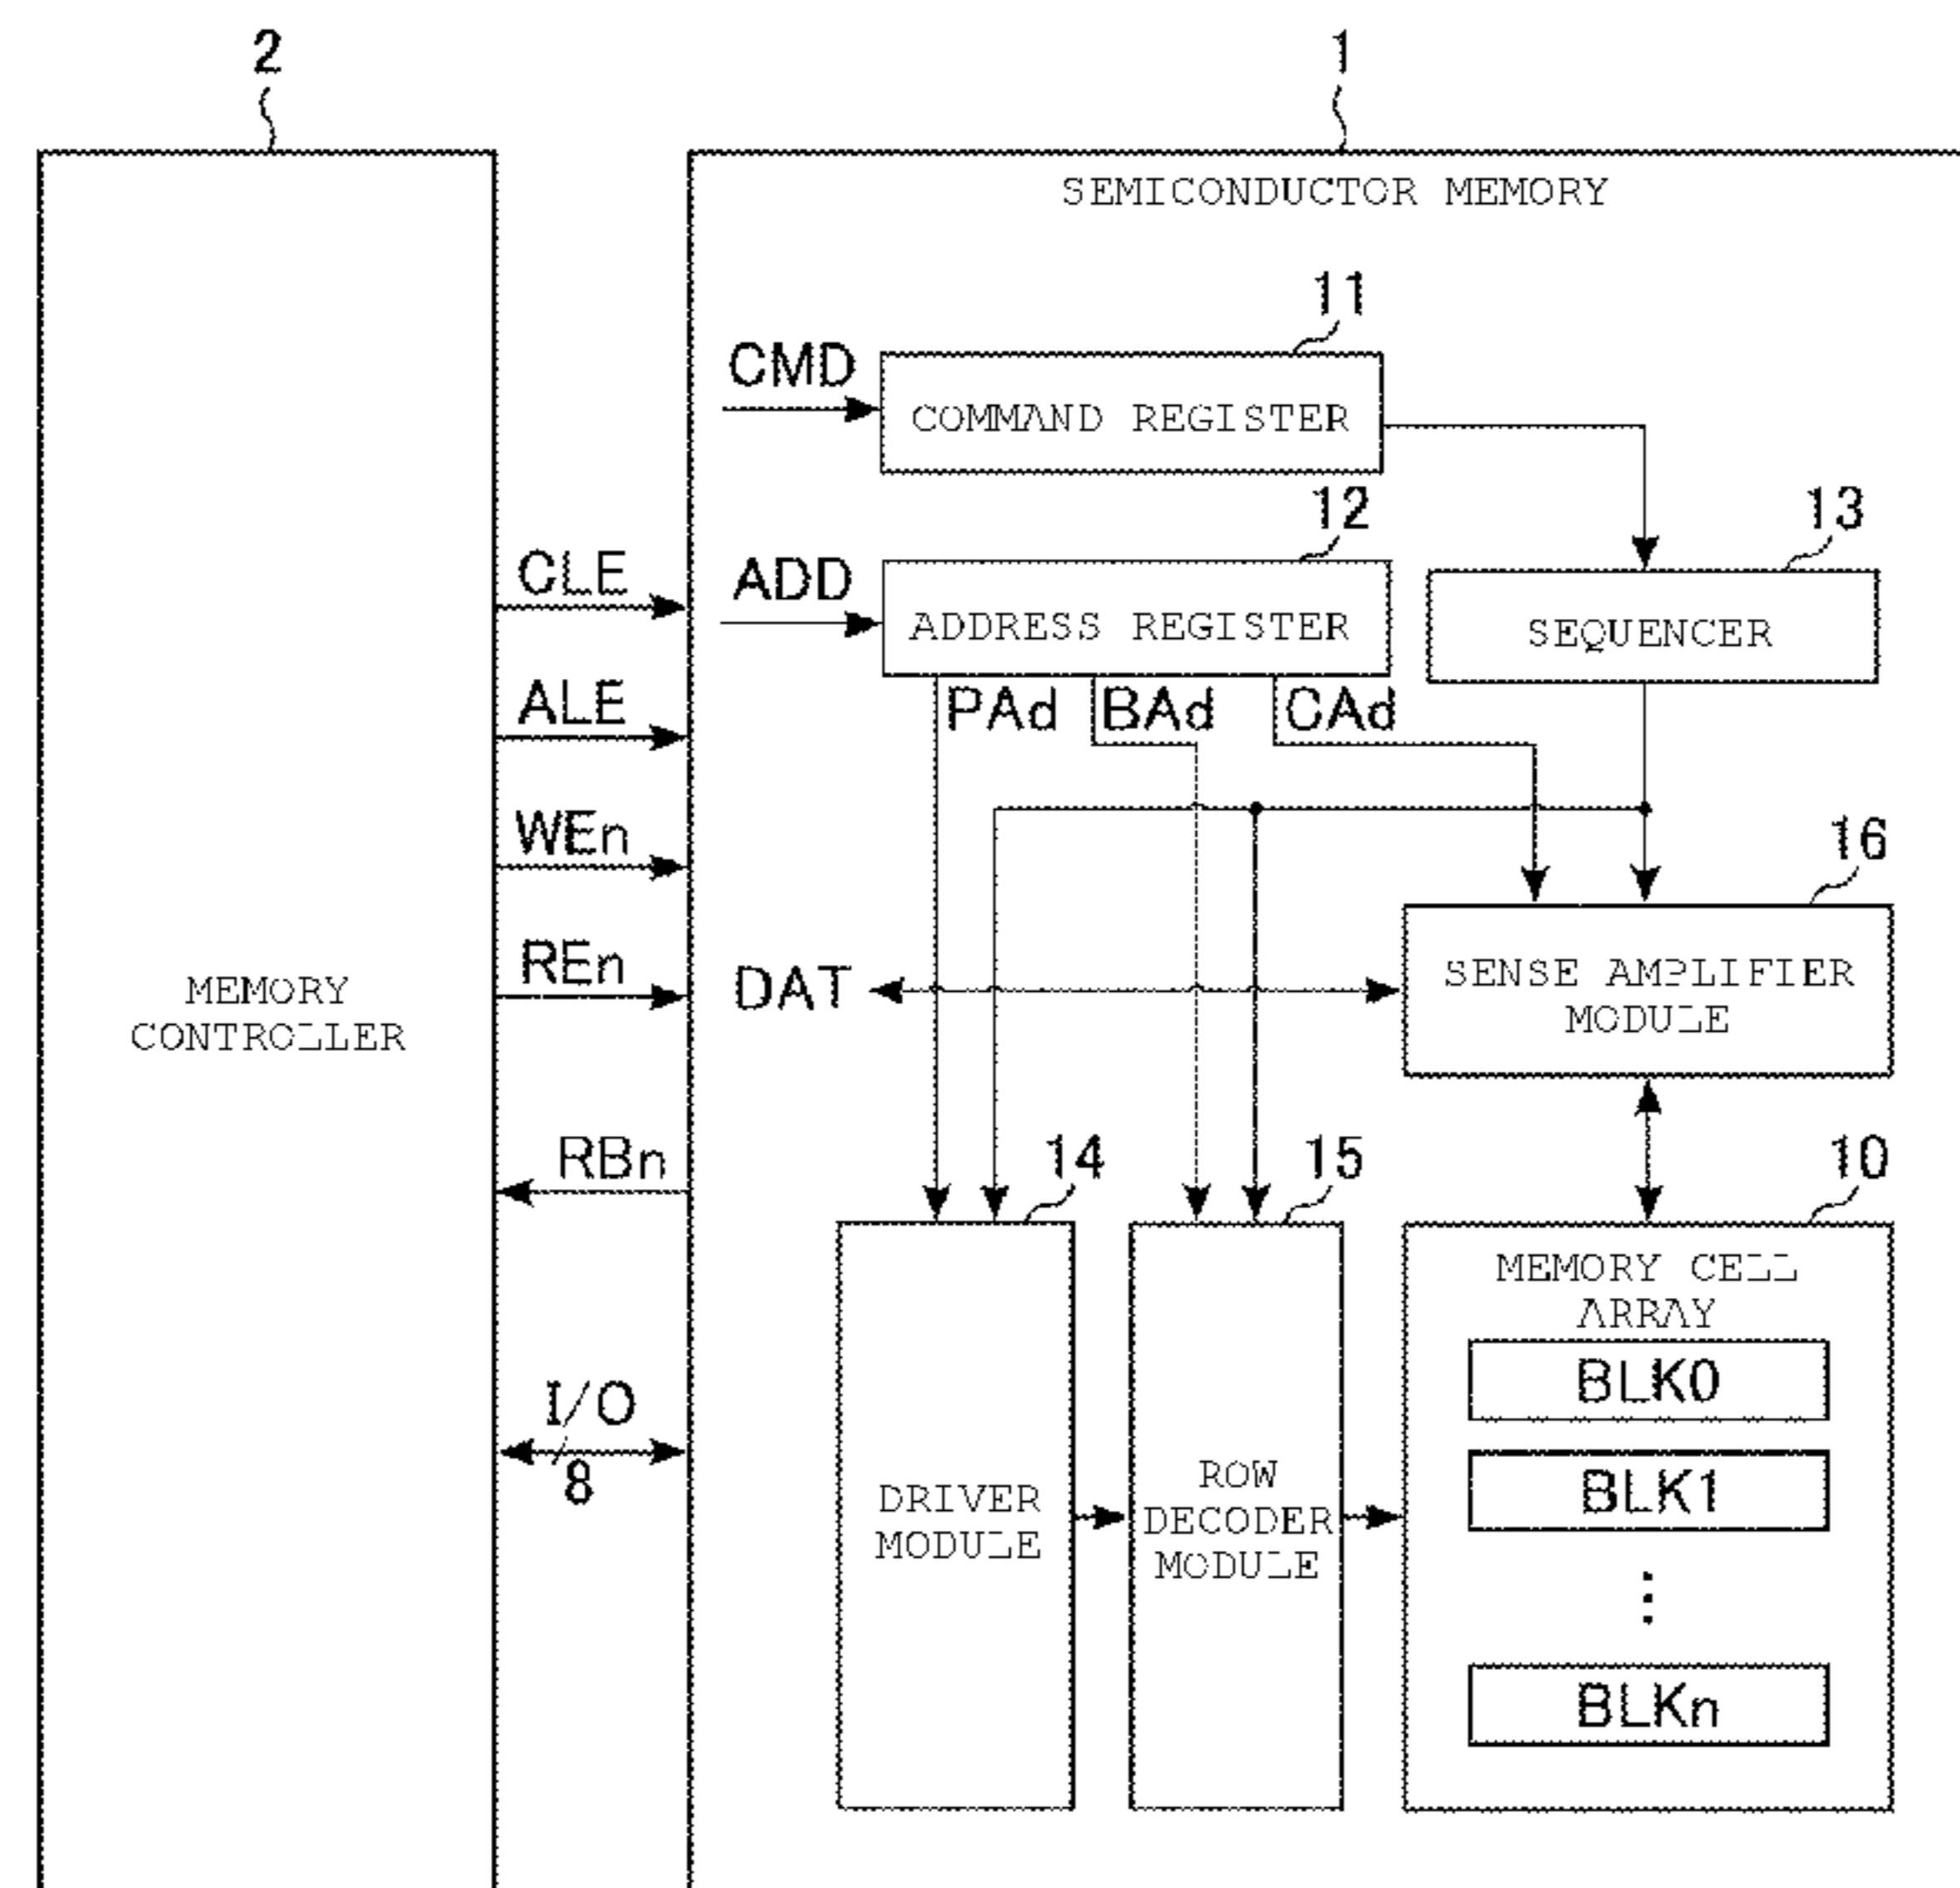 2
1
SEMICONDUCTOR MEMORY
11
CMD
COMMAND REGISTER
12
13
CLE
ADD
ADDRESS REGISTER
SEQUENCER
ALE
PAd
BAd
CAd
WEn
16
REn
DAT
SENSE AMPLIFIER
MODULE
MEMORY
CONTROLLER
RBn
14
15
10
MEMORY CELL
ARRAY
BLK0
I/O
8
BLK1
ROW
DECODER
MODULE
DRIVER
MODULE
BLKn